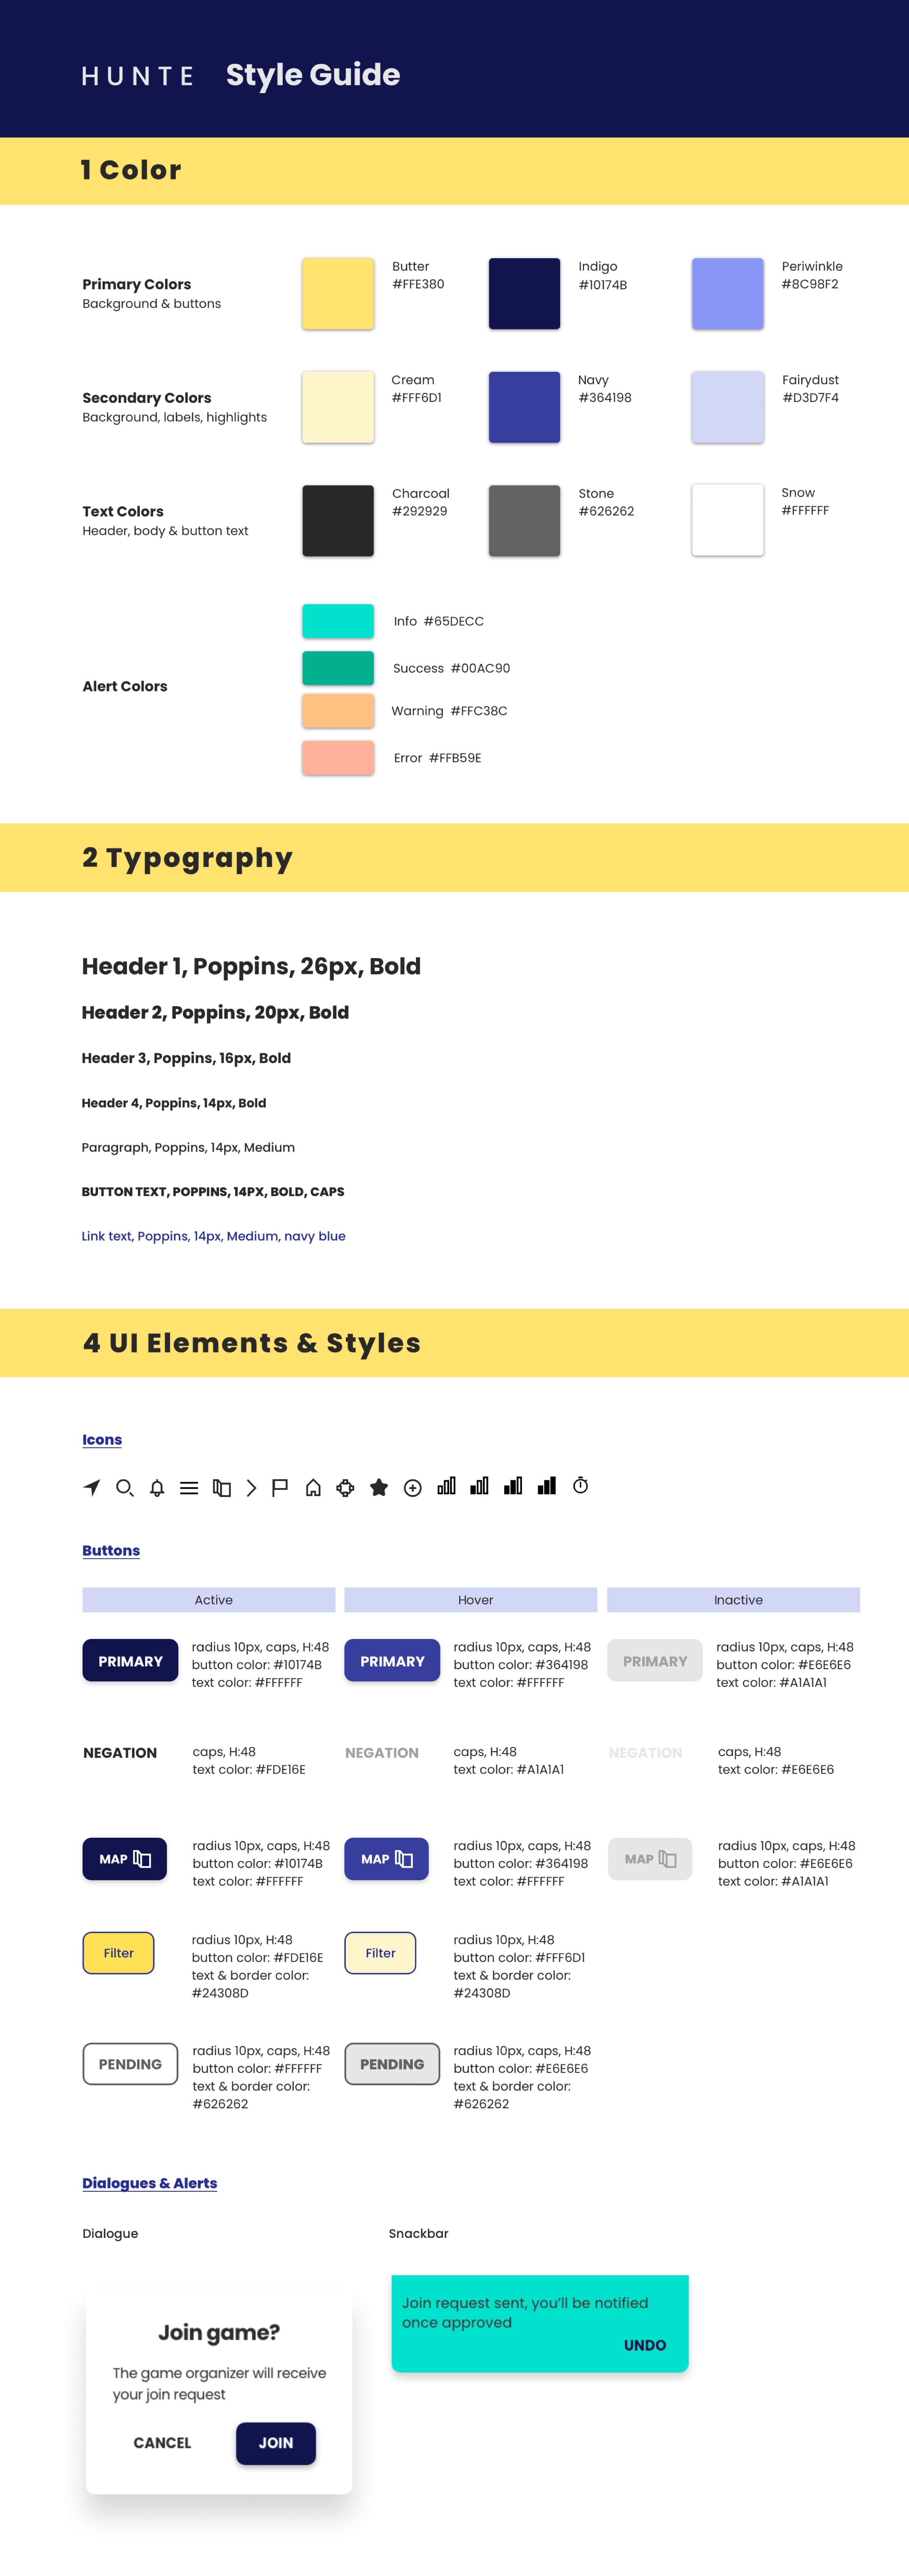 HUNTE Style Guide
1 Color
Primary Colors
Background & buttons
Butter
#FFE380
Indigo
#10174B
Periwinkle
#8C98F2
Secondary Colors
Background, labels, highlights
Cream
#FFF6D1
Navy
#364198
Fairydust
#D3D7F4
Text Colors
Header, body & button text
Charcoal
#292929
Stone
#626262
Snow
#FFFFFF
Alert Colors
Info #65DECC
Success #00AC90
Warning #FFC38C
Error #FFB59E
2 Typography
Header 1, Poppins, 26px, Bold
Header 2, Poppins, 20px, Bold
Header 3, Poppins, 16px, Bold
Header 4, Poppins, 14px, Bold
Paragraph, Poppins, 14px, Medium
BUTTON TEXT, POPPINS, 14PX, BOLD, CAPS
Link text, Poppins, 14px, Medium, navy blue
4 UI Elements & Styles
Icons
Buttons
Active
Hover
Inactive
PRIMARY
radius 10px, caps, H:48
button color: #10174B
text color: #FFFFFF
PRIMARY
radius 10px, caps, H:48
button color: #364198
text color: #FFFFFF
PRIMARY
radius 10px, caps, H:48
button color: #E6E6E6
text color: #A1A1A1
NEGATION
caps, H:48
text color: #FDE16E
NEGATION
caps, H:48
text color: #A1A1A1
NEGATION
caps, H:48
text color: #E6E6E6
MAP
radius 10px, caps, H:48
button color: #10174B
text color: #FFFFFF
MAP
radius 10px, caps, H:48
button color: #364198
text color: #FFFFFF
MAP
radius 10px, caps, H:48
button color: #E6E6E6
text color: #A1A1A1
Filter
radius 10px, H:48
button color: #FDE16E
text & border color:
#24308D
Filter
radius 10px, H:48
button color: #FFF6D1
text & border color:
#24308D
PENDING
radius 10px, caps, H:48
button color: #FFFFFF
text & border color:
#626262
PENDING
radius 10px, caps, H:48
button color: #E6E6E6
text & border color:
#626262
Dialogues & Alerts
Dialogue
Snackbar
Join game?
The game organizer will receive
your join request
CANCEL
JOIN
Join request sent, you'll be notified
once approved
UNDO